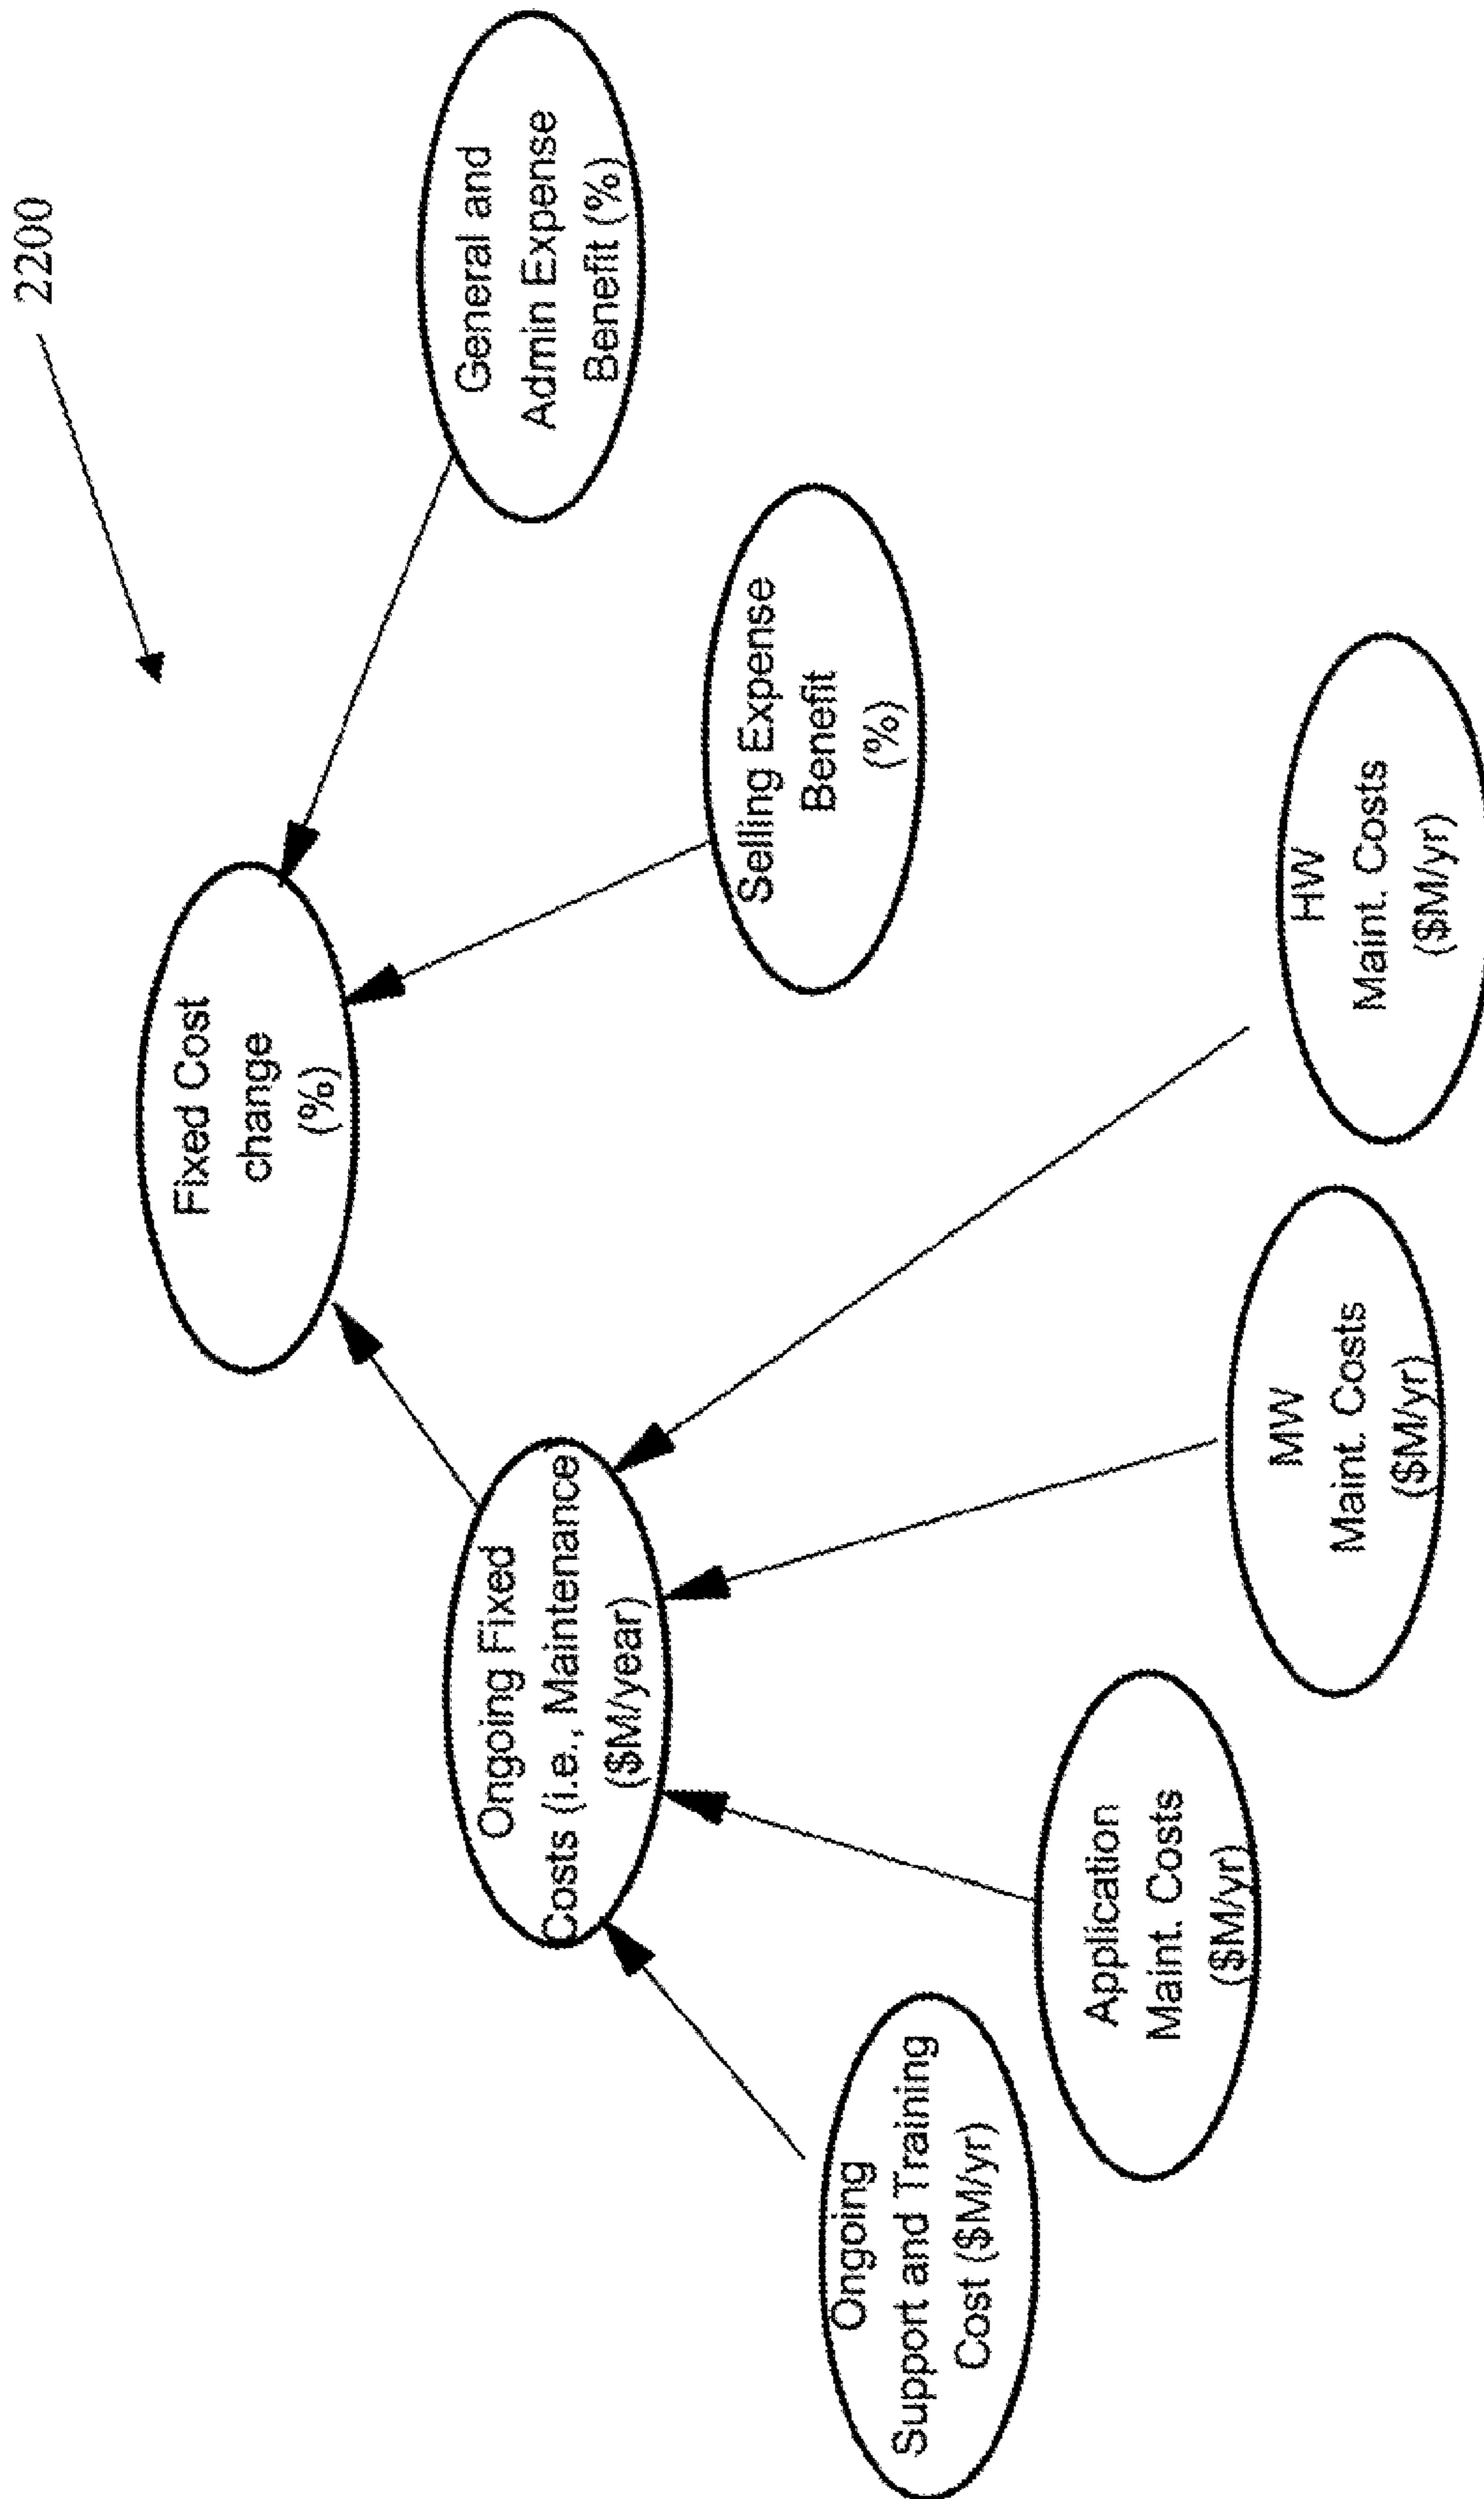 2200
Fixed Cost
change
(%)
General and
Admin Expense
Benefit (%)
Ongoing Fixed
Costs (i.e., Maintenance
($M/year)
Selling Expense
Benefit
(%)
Ongoing
Support and Training
Cost ($M/yr)
Application
Maint. Costs
($M/yr)
MW
Maint. Costs
($M/yr)
HW
Maint. Costs
($M/yr)